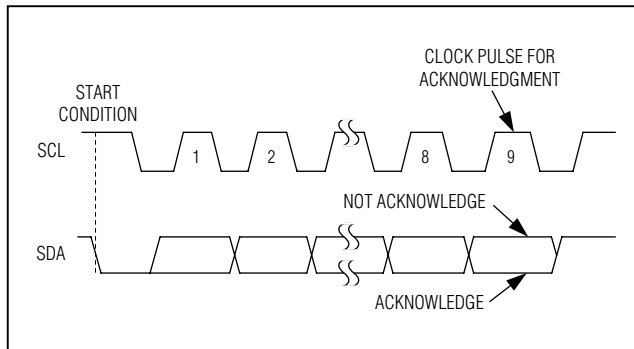 CLOCK PULSE FOR
ACKNOWLEDGMENT
START
CONDITION
SCL
1
2
8
9
NOT ACKNOWLEDGE
SDA
ACKNOWLEDGE